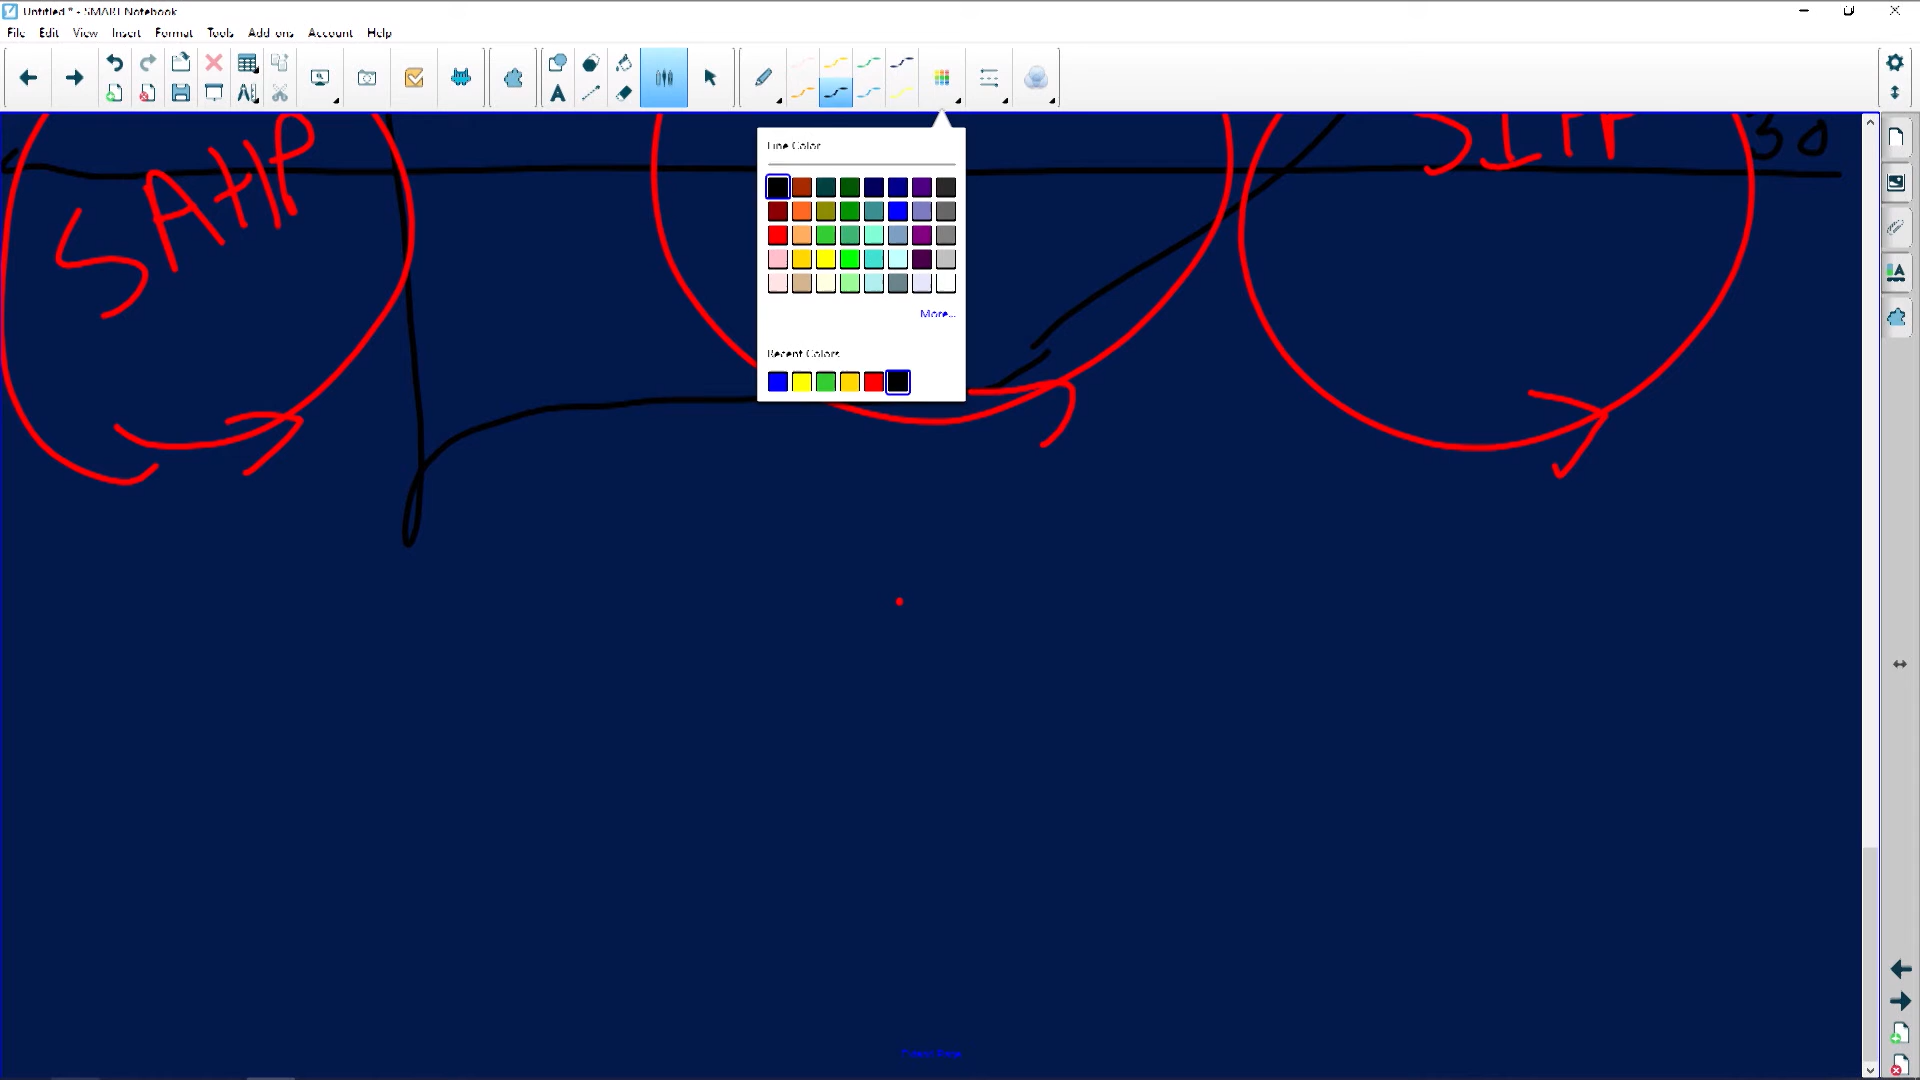 Untitled * - SMART Notebook
File Edit View Insert Format Tools Add-ons Account Help
Line Color
More...
Recent Colors
SAHP
30